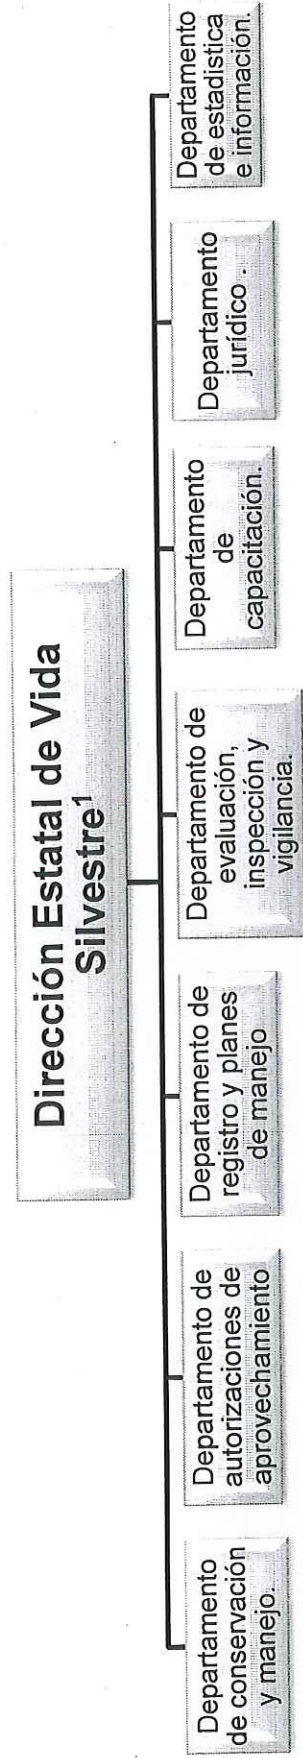 Dirección Estatal de Vida
Silvestre¹
Departamento
de conservación
y manejo.
Departamento de
autorizaciones de
aprovechamiento
Departamento de
registro y planes
de manejo
Departamento de
evaluación,
inspección y
vigilancia.
Departamento
de
capacitación.
Departamento
jurídico .
Departamento
de estadistica
e información.